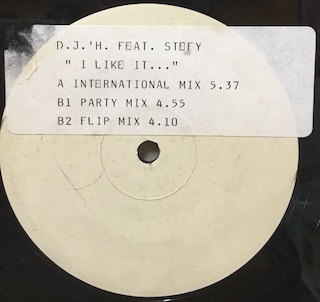 D.J.'H. FEAT. STEFY
" I LIKE IT..."
A INTERNATIONAL MIX 5.37
B1 PARTY MIX 4.55
B2 FLIP MIX 4.10